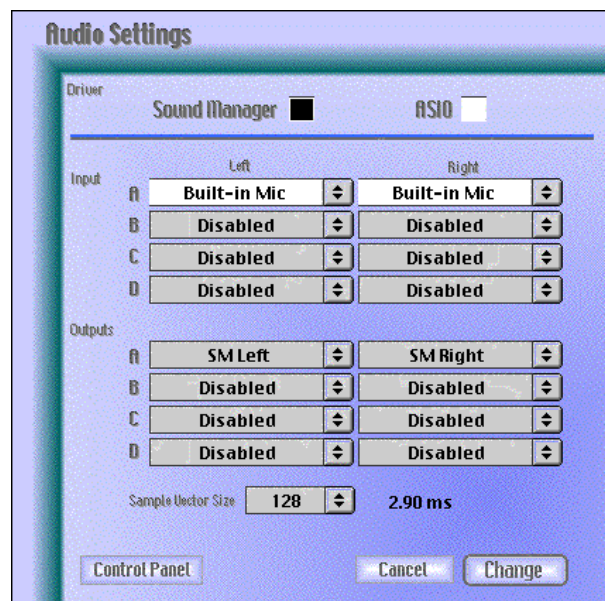 Audio Settings
Driver
Sound Manager ASIO
Left Right
Input
A Built-in Mic Built-in Mic
B Disabled Disabled
C Disabled Disabled
D Disabled Disabled
Outputs
A SM Left SM Right
B Disabled Disabled
C Disabled Disabled
D Disabled Disabled
Sample Vector Size 128 2.90 ms
Control Panel Cancel Change